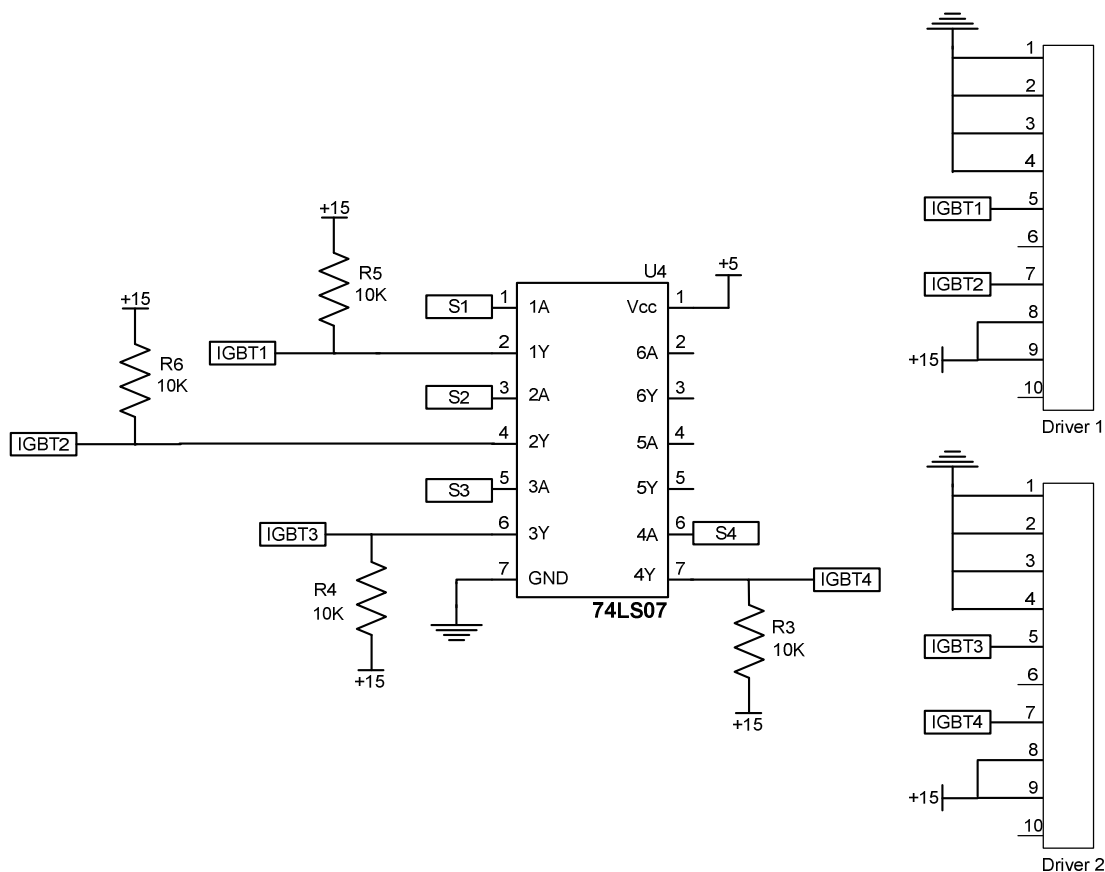 +15
R5
10K
IGBT1
+15
R6
10K
IGBT2
U4
+5
S1
1
1A
Vcc
1
2
1Y
6A
2
S2
3
2A
6Y
3
4
2Y
5A
4
S3
5
3A
5Y
5
IGBT3
6
3Y
4A
6
S4
7
GND
4Y
7
IGBT4
74LS07
R4
10K
+15
R3
10K
+15
1
2
3
4
IGBT1
5
6
IGBT2
7
8
+15
9
10
Driver 1
1
2
3
4
IGBT3
5
6
IGBT4
7
8
+15
9
10
Driver 2